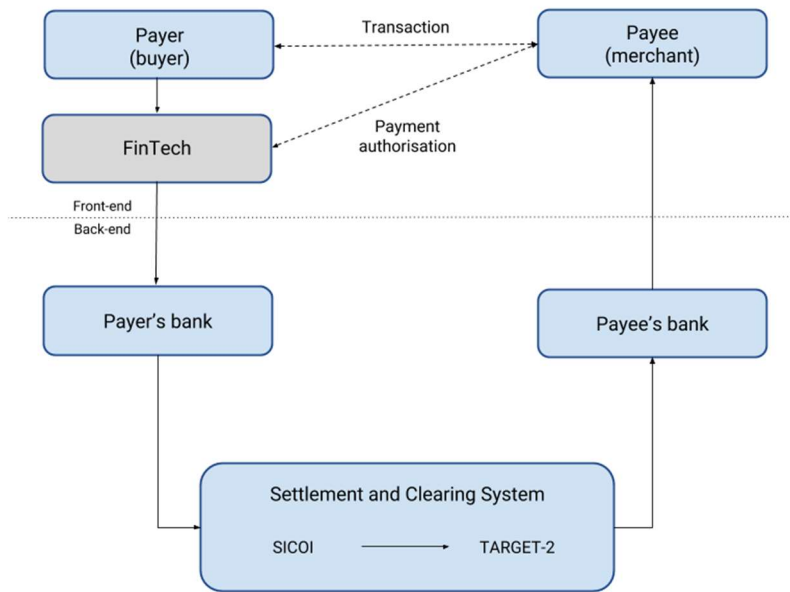 Payer
(buyer)
Transaction
Payee
(merchant)
FinTech
Payment
authorisation
Front-end
Back-end
Payer’s bank
Payee’s bank
Settlement and Clearing System
SICOI
TARGET-2